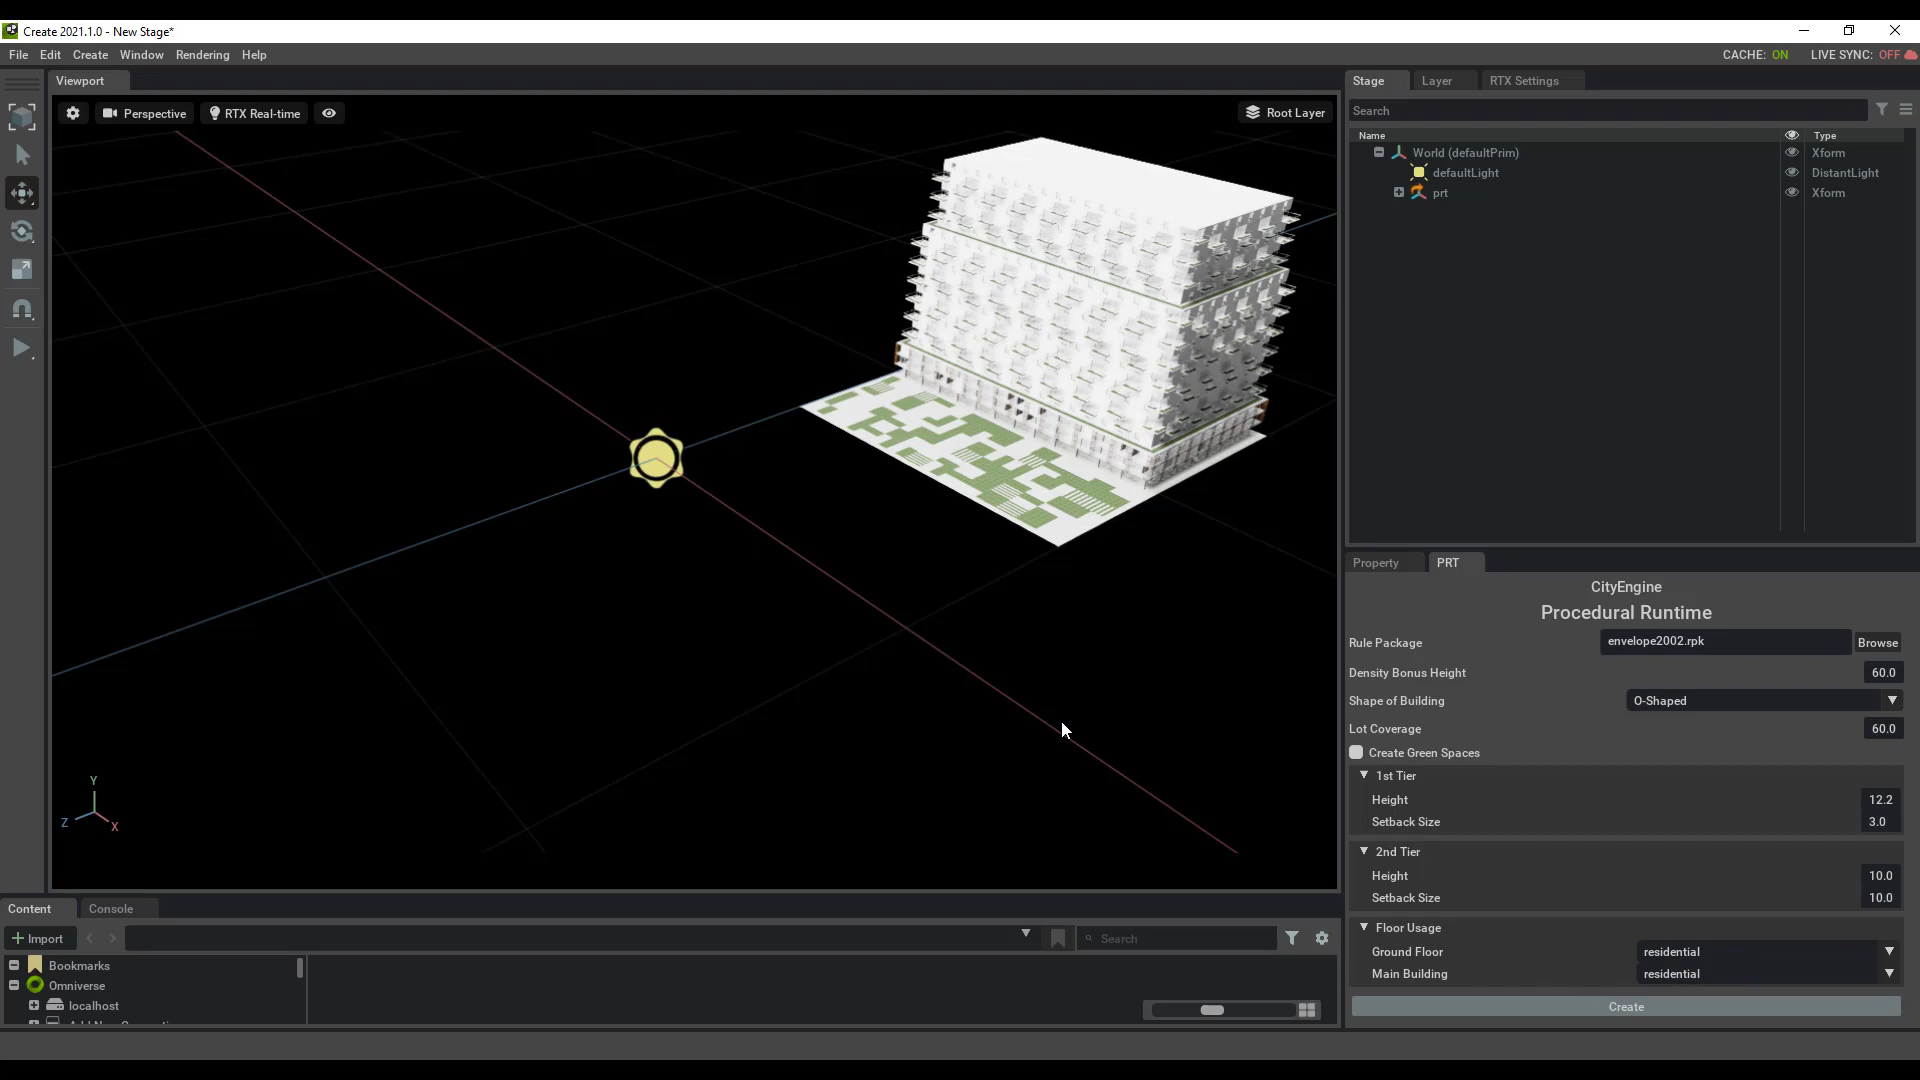 Create 2021.1.0 - New Stage*
File Edit Create Window Rendering Help
CACHE: ON LIVE SYNC: OFF
Viewport
Perspective RTX Real-time Root Layer
Y
Z X
Stage Layer RTX Settings
Search
Name Type
World (defaultPrim) Xform
defaultLight DistantLight
prt Xform
Property PRT
CityEngine
Procedural Runtime
Rule Package envelope2002.rpk Browse
Density Bonus Height 60.0
Shape of Building O-Shaped
Lot Coverage 60.0
Create Green Spaces
1st Tier
Height 12.2
Setback Size 3.0
2nd Tier
Height 10.0
Setback Size 10.0
Floor Usage
Ground Floor residential
Main Building residential
Create
Content Console
Import Search
Bookmarks
Omniverse
localhost